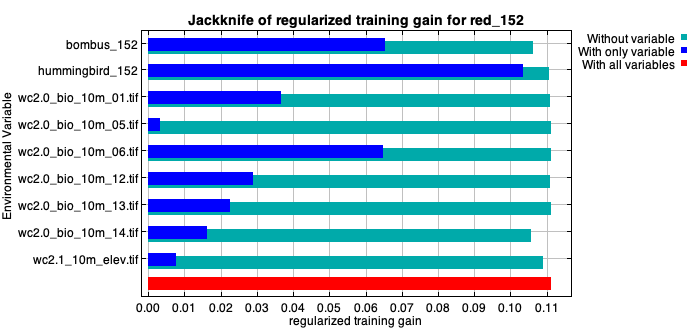 Jackknife of regularized training gain for red_152
Environmental Variable
bombus_152
hummingbird_152
wc2.0_bio_10m_01.tif
wc2.0_bio_10m_05.tif
wc2.0_bio_10m_06.tif
wc2.0_bio_10m_12.tif
wc2.0_bio_10m_13.tif
wc2.0_bio_10m_14.tif
wc2.1_10m_elev.tif
0.00 0.01 0.02 0.03 0.04 0.05 0.06 0.07 0.08 0.09 0.10 0.11
regularized training gain
Without variable
With only variable
With all variables